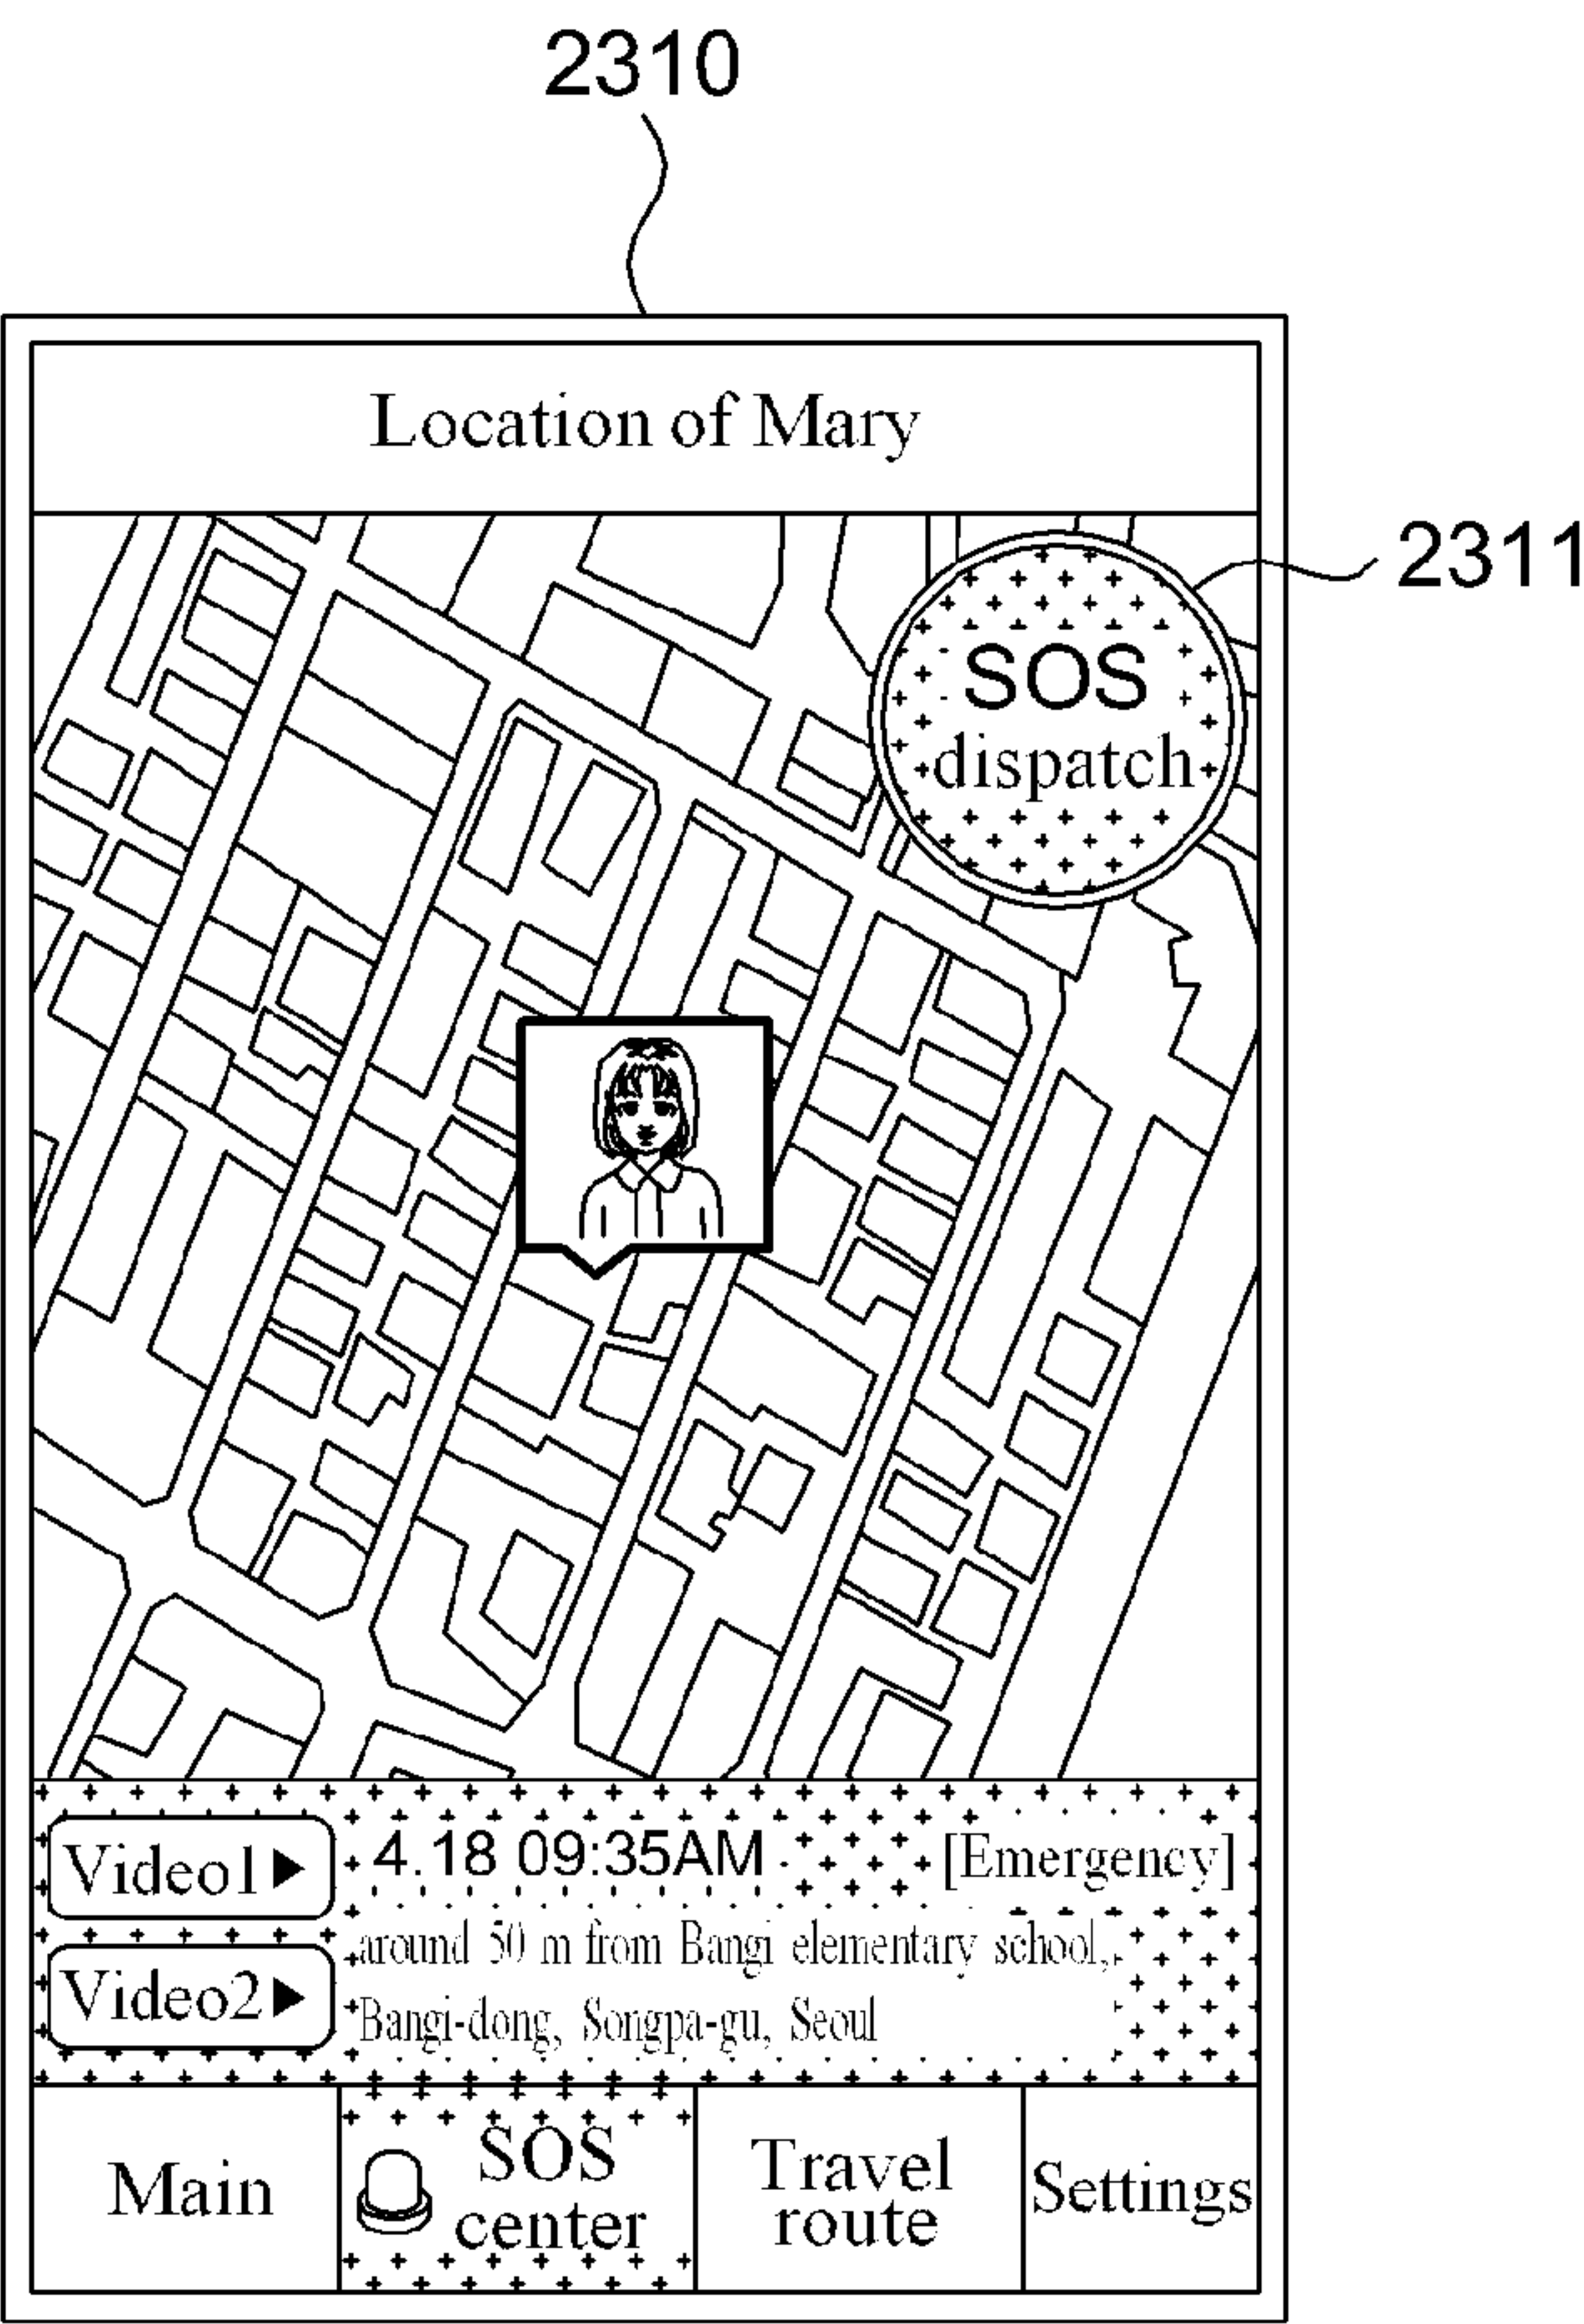 2310
Location of Mary
2311
SOS
dispatch
Video1▶
4.18 09:35AM
[Emergency]
around 50 m from Bangi elementary school,
Video2▶
Bangi-dong, Songpa-gu, Seoul
Main
SOS
center
Travel
route
Settings